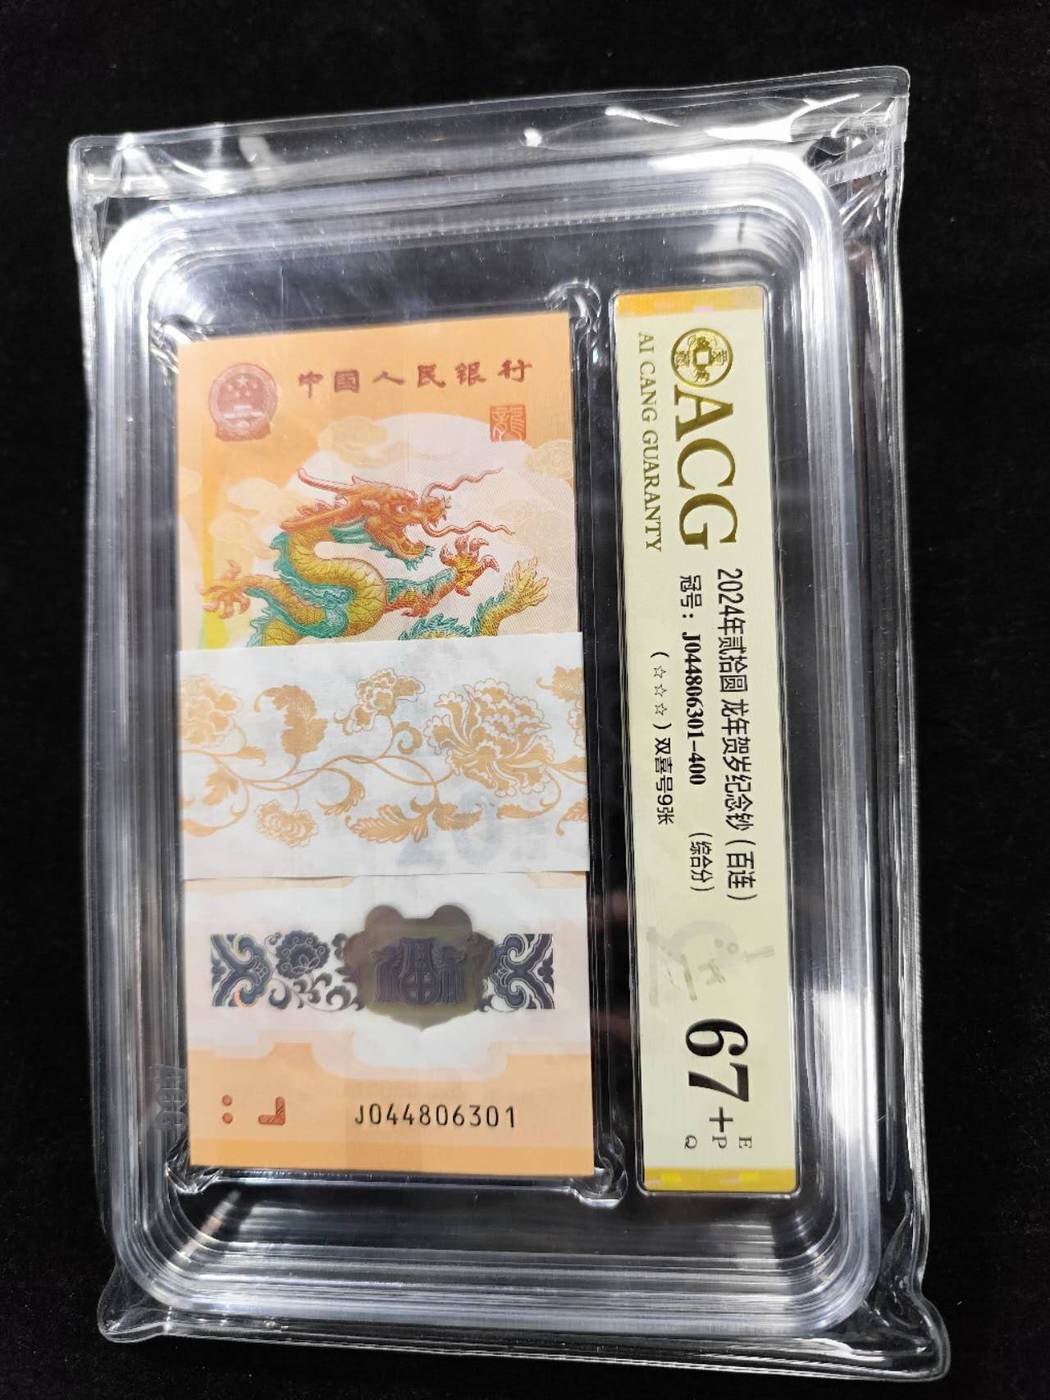 中国人民银行
龍
福
J044806301
ACG
AI CANG GUARANTY
2024年贰拾圆 龙年贺岁纪念钞(百连)
冠号:J044806301-400 (综合分)
(☆☆☆)双喜号9张
67+
E
P
Q